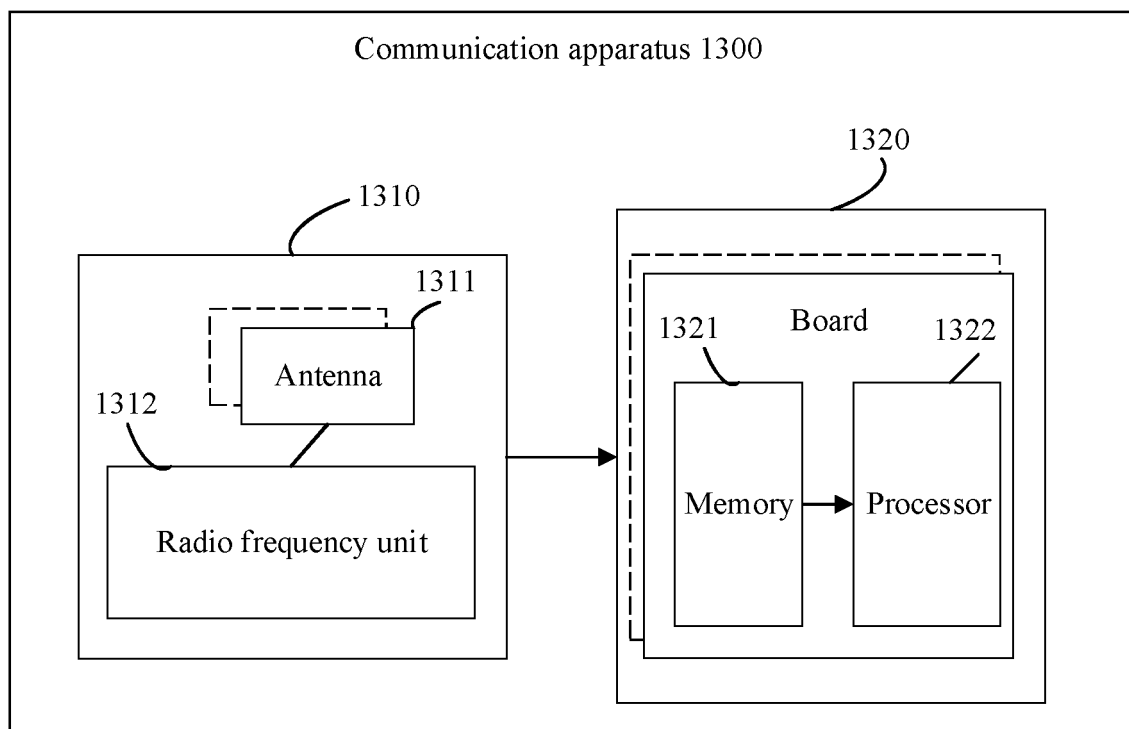 Communication apparatus 1300
1320
1310
1311
Board
1321
1322
Antenna
1312
Memory
Processor
Radio frequency unit